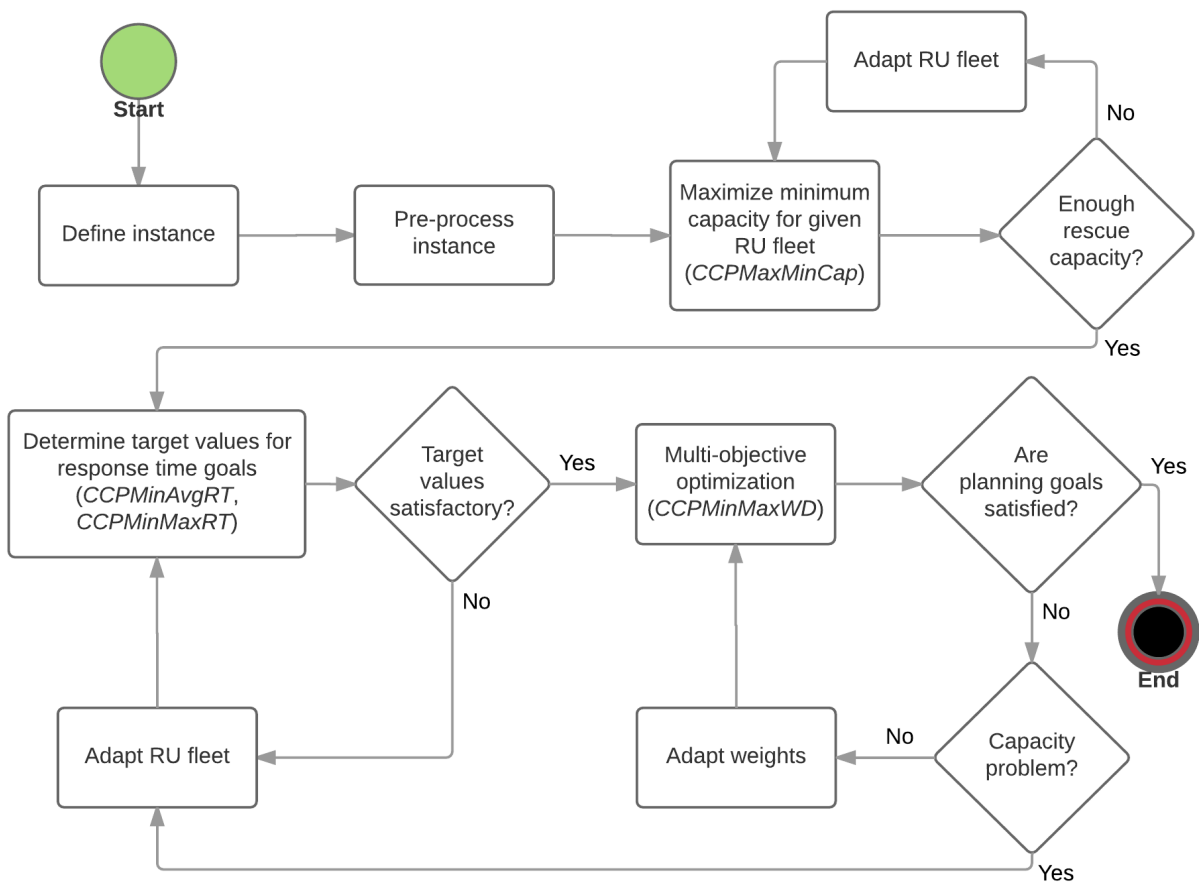 Start
Define instance
Pre-process
instance
Maximize minimum
capacity for given
RU fleet
(CCPMaxMinCap)
Adapt RU fleet
No
Enough
rescue
capacity?
Yes
Determine target values for
response time goals
(CCPMinAvgRT,
CCPMinMaxRT)
Target
values
satisfactory?
Yes
No
Multi-objective
optimization
(CCPMinMaxWD)
Are
planning goals
satisfied?
Yes
No
End
Adapt RU fleet
Adapt weights
No
Capacity
problem?
Yes